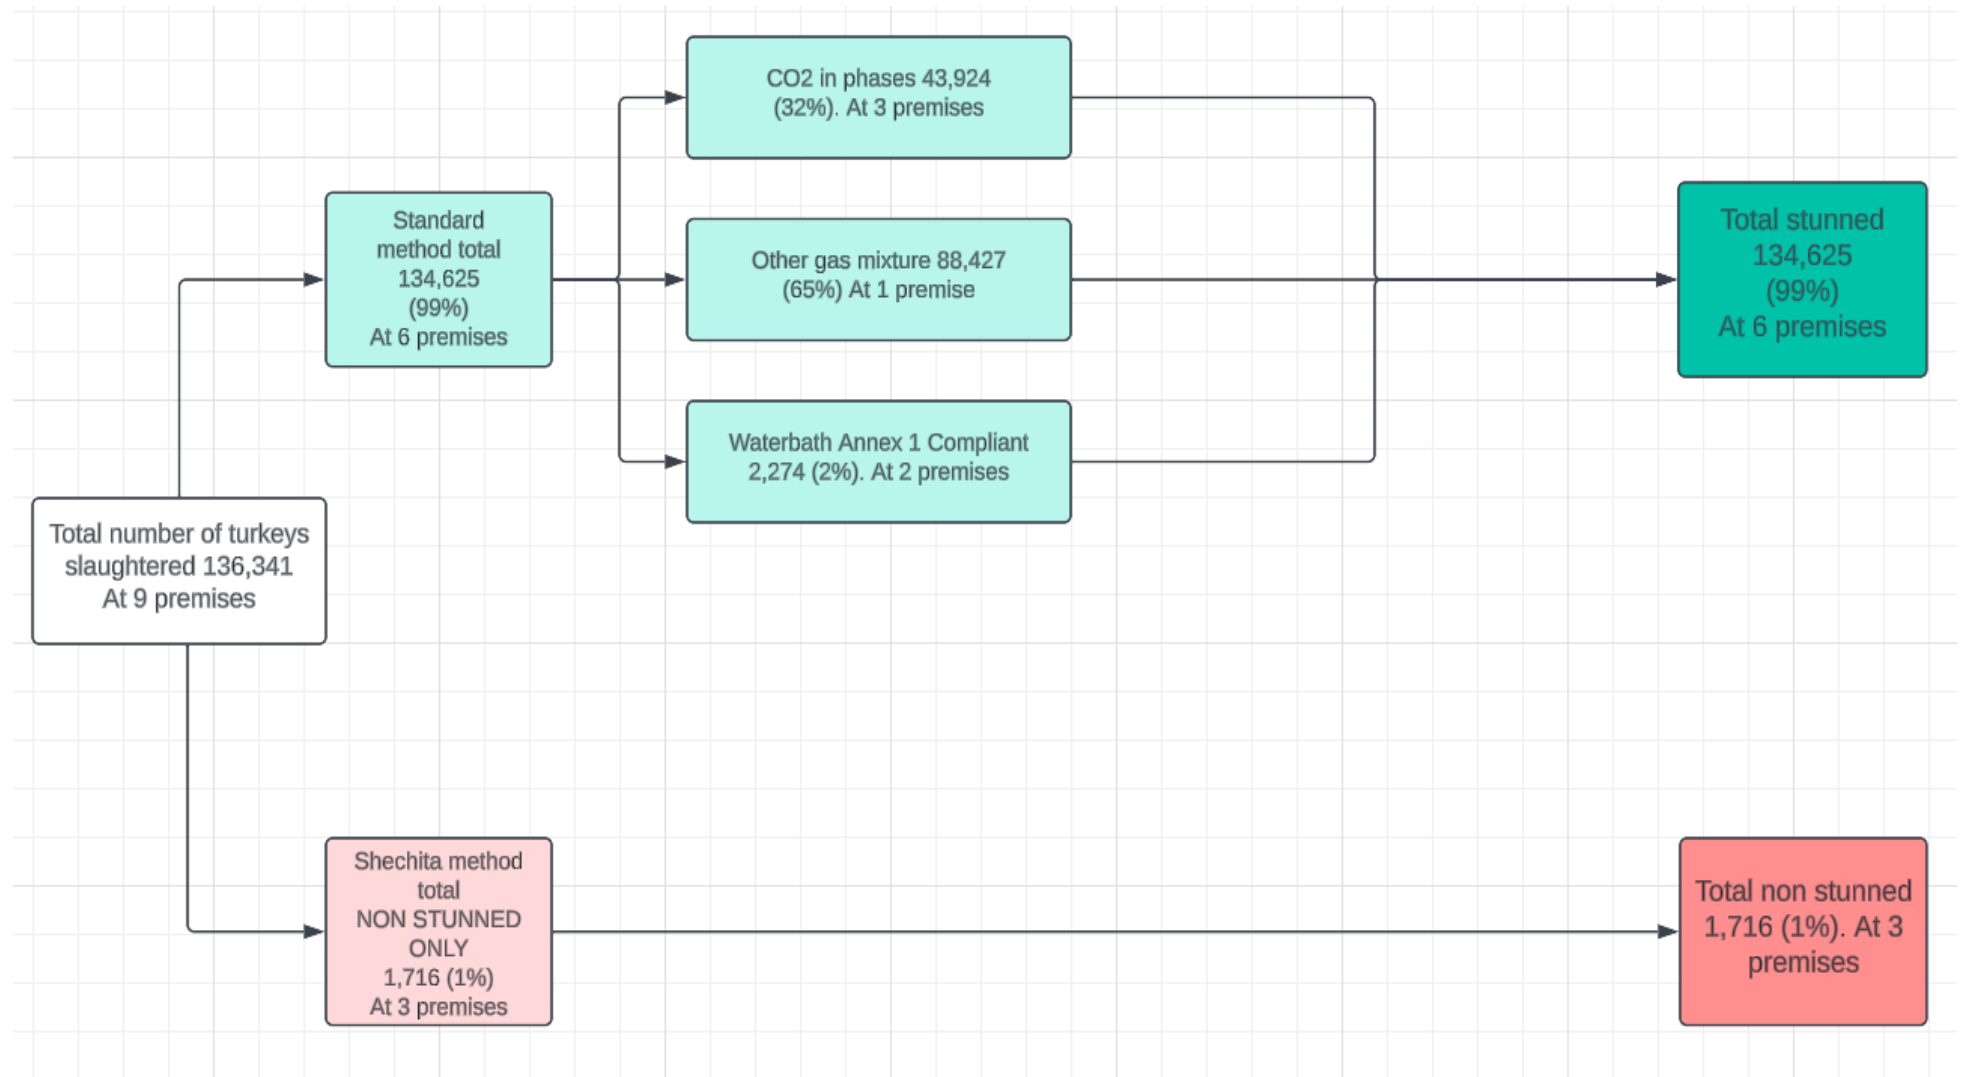 CO2 in phases 43,924
(32%). At 3 premises
Standard
method total
134,625
(99%)
At 6 premises
Other gas mixture 88,427
(65%) At 1 premise
Total stunned
134,625
(99%)
At 6 premises
Waterbath Annex 1 Compliant
2,274 (2%). At 2 premises
Total number of turkeys
slaughtered 136,341
At 9 premises
Shechita method
total
NON STUNNED
ONLY
1,716 (1%)
At 3 premises
Total non stunned
1,716 (1%). At 3
premises